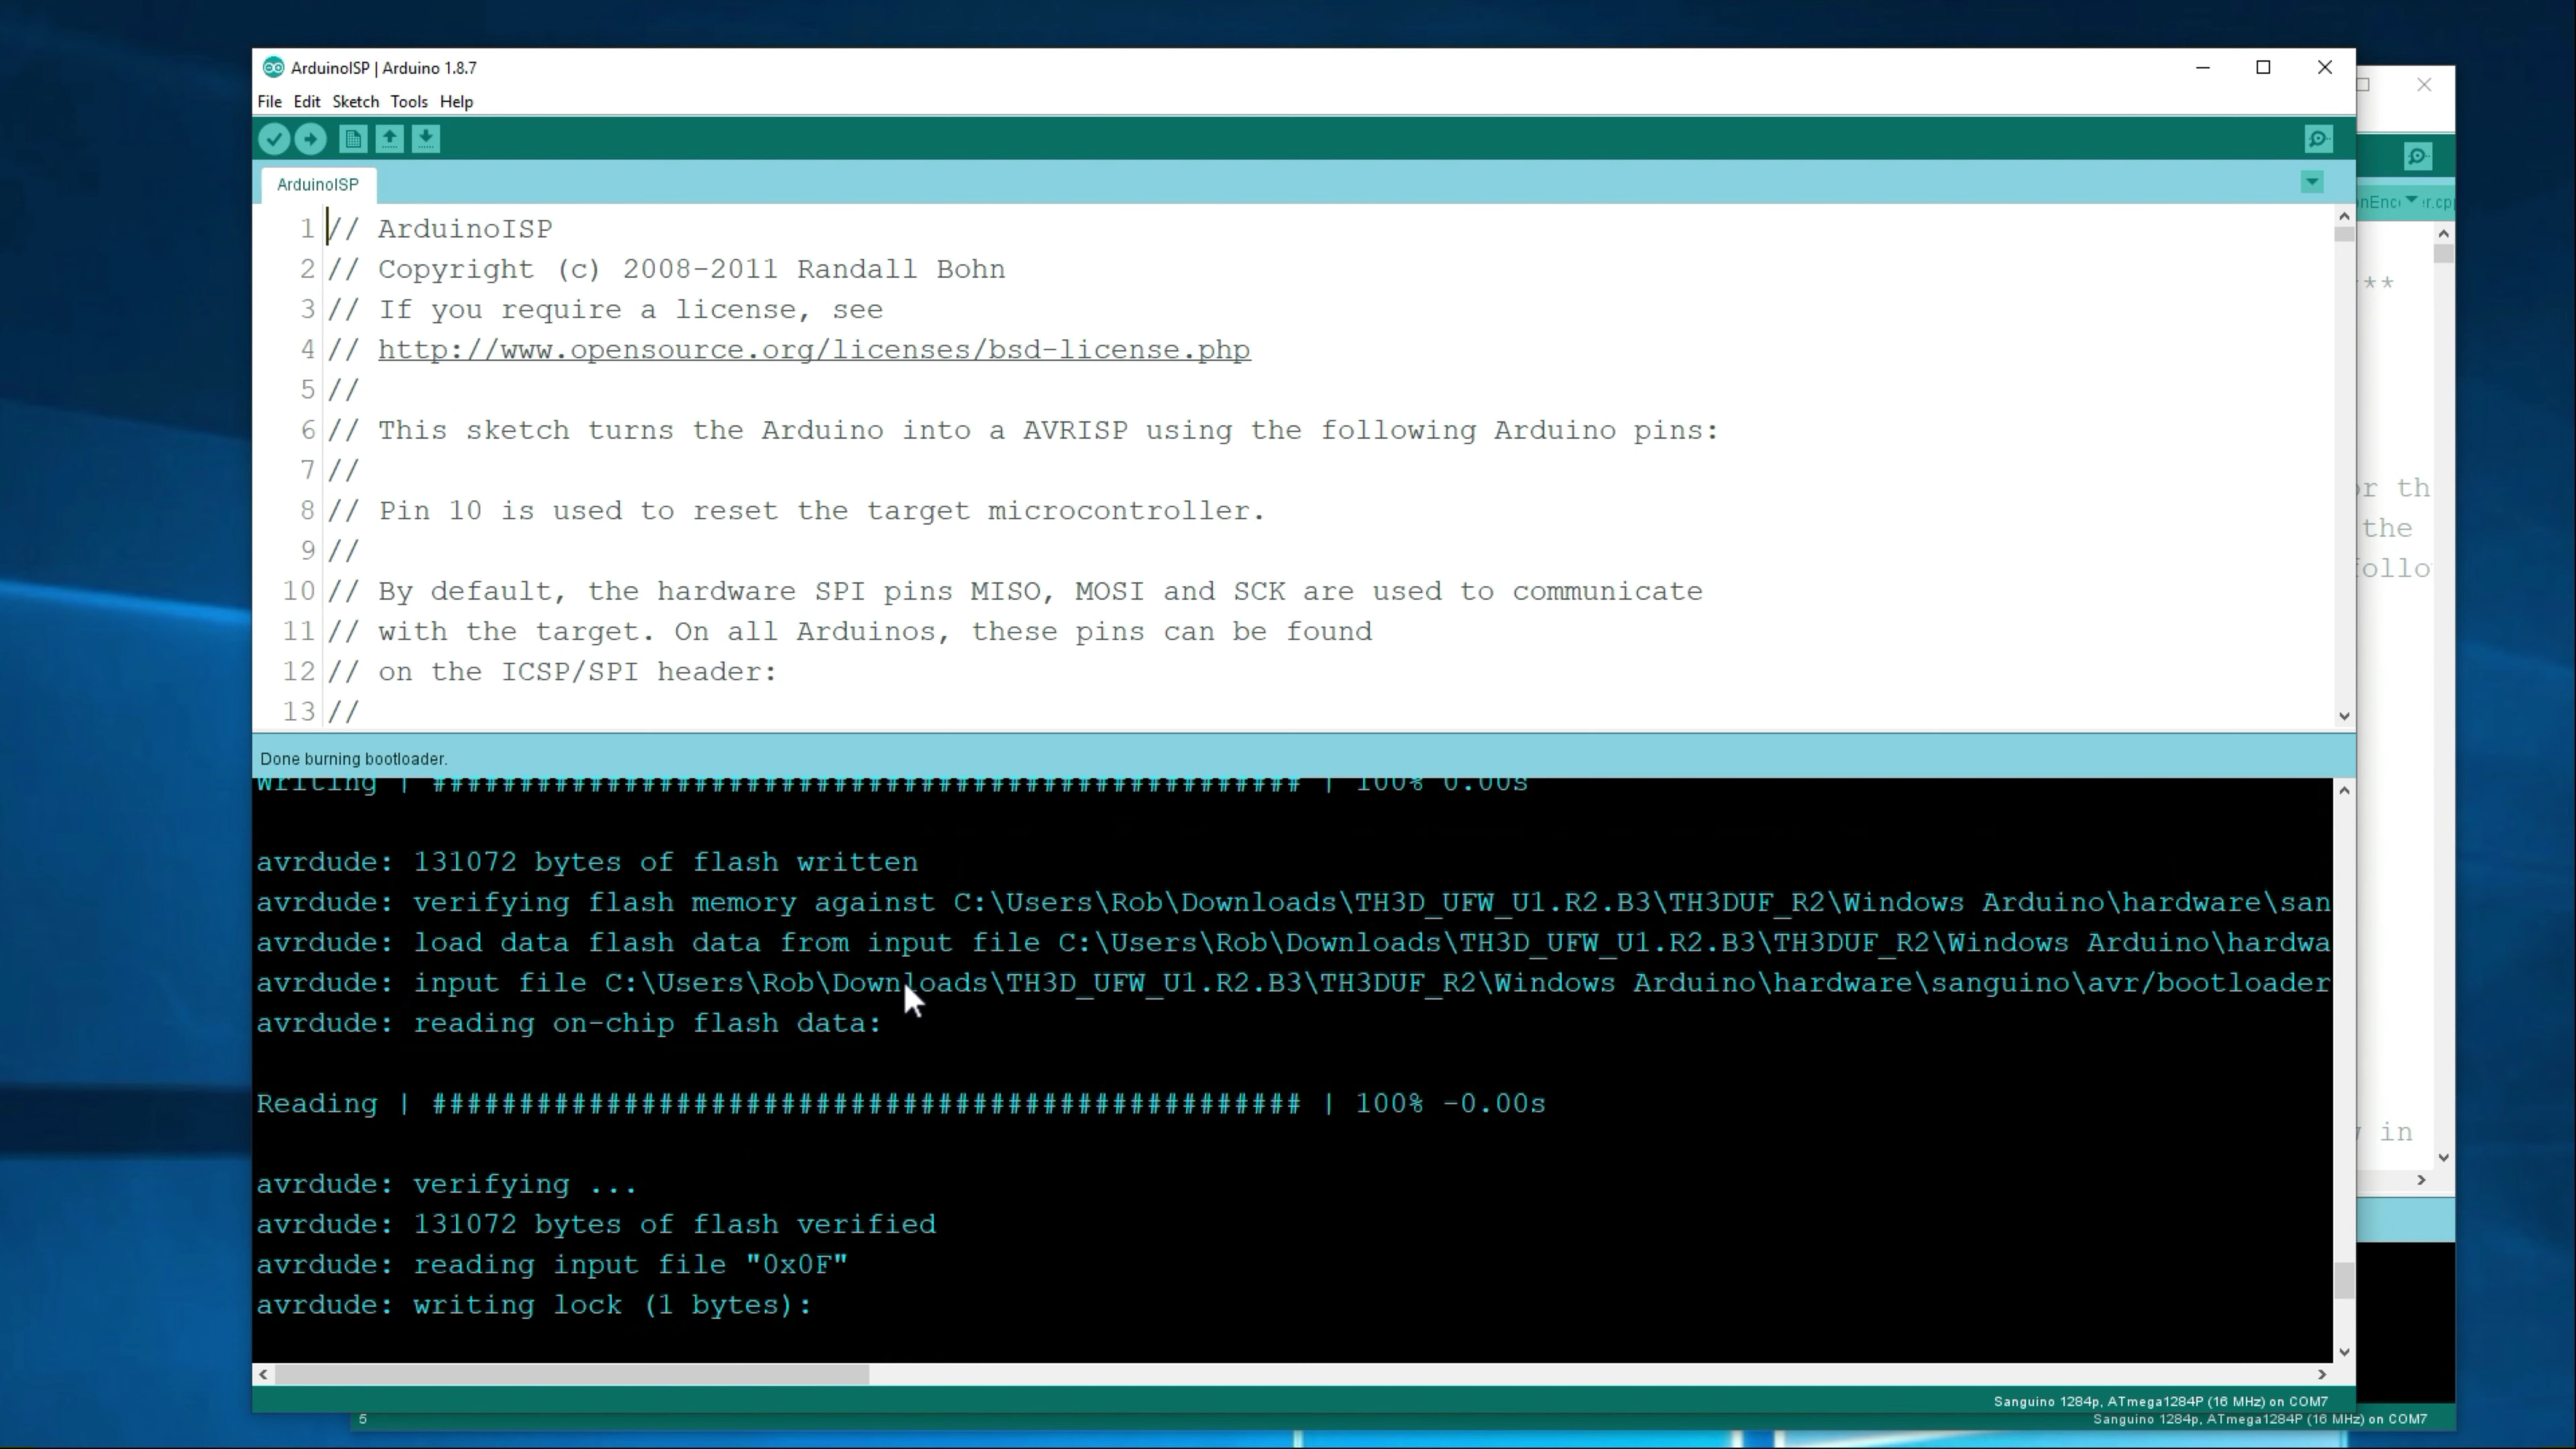 ArduinoISP | Arduino 1.8.7
File Edit Sketch Tools Help
ArduinoISP
1 // ArduinoISP
2 // Copyright (c) 2008-2011 Randall Bohn
3 // If you require a license, see
4 // http://www.opensource.org/licenses/bsd-license.php
5 //
6 // This sketch turns the Arduino into a AVRISP using the following Arduino pins:
7 //
8 // Pin 10 is used to reset the target microcontroller.
9 //
10 // By default, the hardware SPI pins MISO, MOSI and SCK are used to communicate
11 // with the target. On all Arduinos, these pins can be found
12 // on the ICSP/SPI header:
13 //
**
the
in
Done burning bootloader.
Writing | ################################################## | 100% 0.00s
avrdude: 131072 bytes of flash written
avrdude: verifying flash memory against C:\Users\Rob\Downloads\TH3D_UFW_U1.R2.B3\TH3DUF_R2\Windows Arduino\hardware\san
avrdude: load data flash data from input file C:\Users\Rob\Downloads\TH3D_UFW_U1.R2.B3\TH3DUF_R2\Windows Arduino\hardwa
avrdude: input file C:\Users\Rob\Downloads\TH3D_UFW_U1.R2.B3\TH3DUF_R2\Windows Arduino\hardware\sanguino\avr/bootloader
avrdude: reading on-chip flash data:
Reading | ################################################## | 100% -0.00s
avrdude: verifying ...
avrdude: 131072 bytes of flash verified
avrdude: reading input file "0x0F"
avrdude: writing lock (1 bytes):
Sanguino 1284p, ATmega1284P (16 MHz) on COM7
5
Sanguino 1284p, ATmega1284P (16 MHz) on COM7